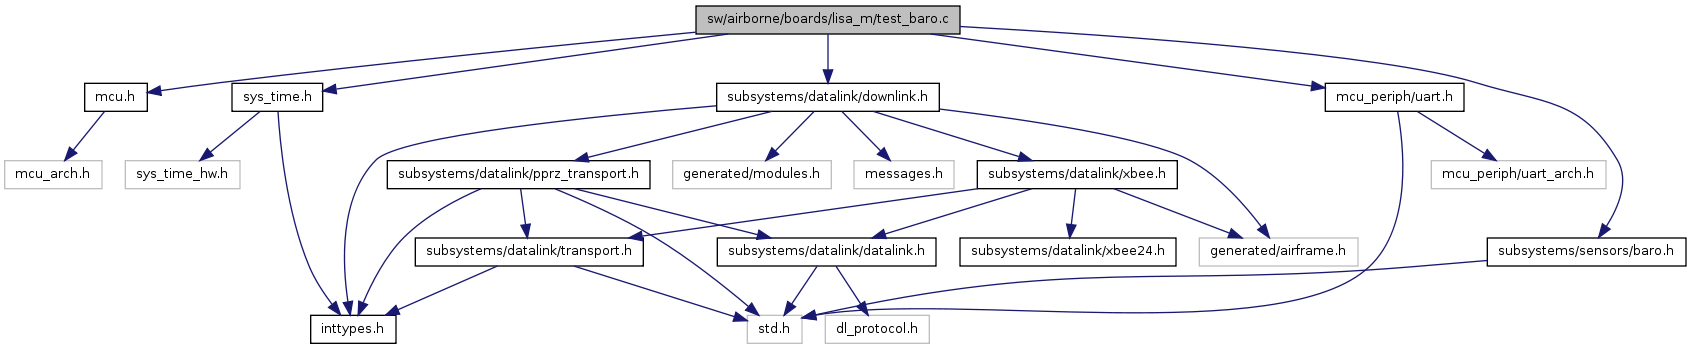 sw/airborne/boards/lisa_m/test_baro.c
mcu.h
sys_time.h
subsystems/datalink/downlink.h
mcu_periph/uart.h
mcu_arch.h
sys_time_hw.h
subsystems/datalink/pprz_transport.h
generated/modules.h
messages.h
subsystems/datalink/xbee.h
mcu_periph/uart_arch.h
subsystems/datalink/transport.h
subsystems/datalink/datalink.h
subsystems/datalink/xbee24.h
generated/airframe.h
subsystems/sensors/baro.h
inttypes.h
std.h
dl_protocol.h